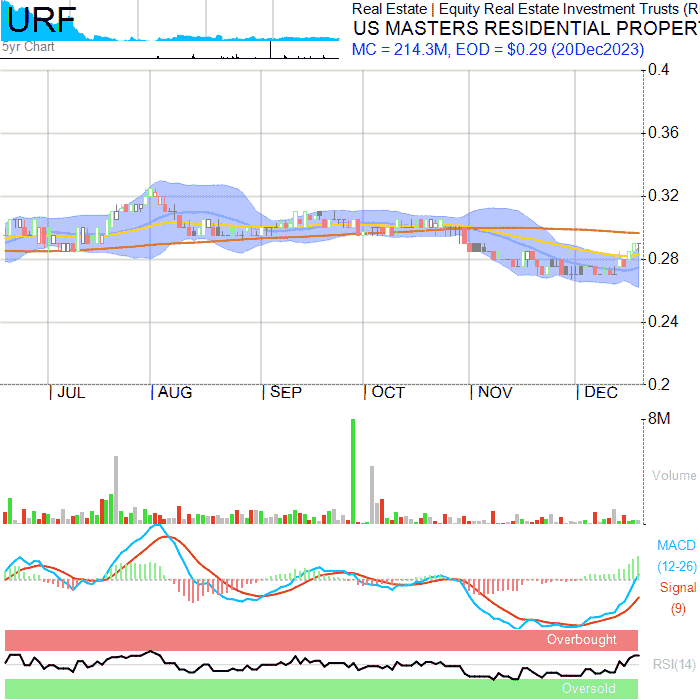 URF
5yr Chart
Real Estate | Equity Real Estate Investment Trusts (R
US MASTERS RESIDENTIAL PROPER
MC = 214.3M, EOD = $0.29 (20Dec2023)
0.4
0.36
0.32
0.28
0.24
0.2
JUL AUG SEP OCT NOV DEC
8M
Volume
MACD
(12-26)
Signal
(9)
Overbought
RSI(14)
Oversold